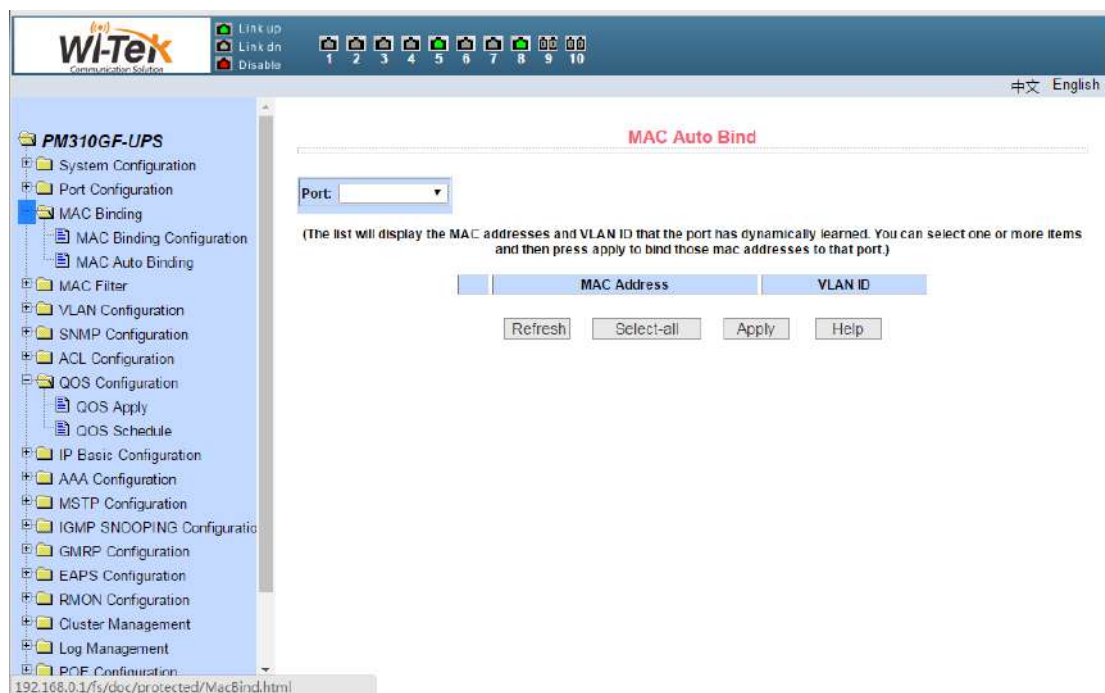 ((•))
Wi-Tek
Communication Solution
Link up
Link dn
Disable
1 2 3 4 5 6 7 8 9 10
中文 English
PM310GF-UPS
System Configuration
Port Configuration
MAC Binding
MAC Binding Configuration
MAC Auto Binding
MAC Filter
VLAN Configuration
SNMP Configuration
ACL Configuration
QOS Configuration
QOS Apply
QOS Schedule
IP Basic Configuration
AAA Configuration
MSTP Configuration
IGMP SNOOPING Configuratio
GMRP Configuration
EAPS Configuration
RMON Configuration
Cluster Management
Log Management
POE Configuration
192.168.0.1/fs/doc/protected/MacBind.html
MAC Auto Bind
Port:
(The list will display the MAC addresses and VLAN ID that the port has dynamically learned. You can select one or more items
and then press apply to bind those mac addresses to that port.)
MAC Address VLAN ID
Refresh Select-all Apply Help